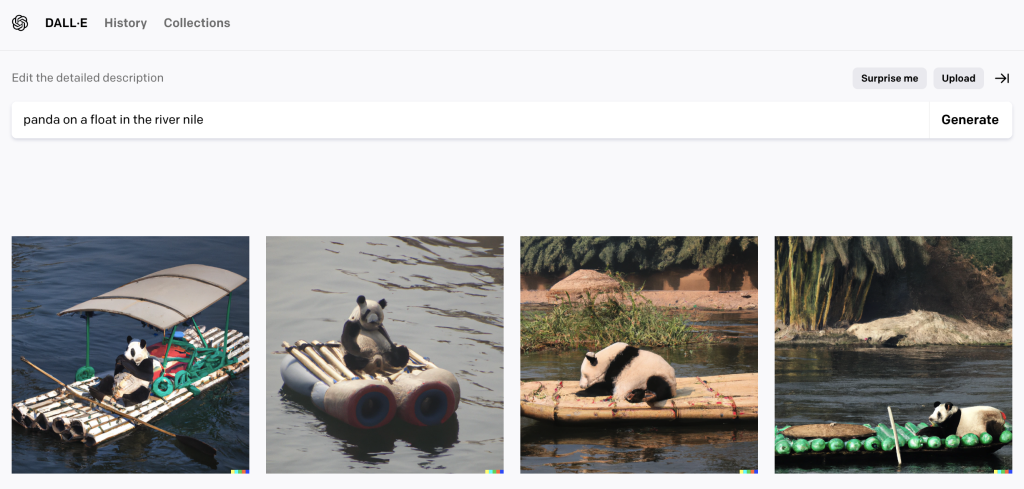 DALL·E History Collections
Edit the detailed description
Surprise me Upload
panda on a float in the river nile
Generate